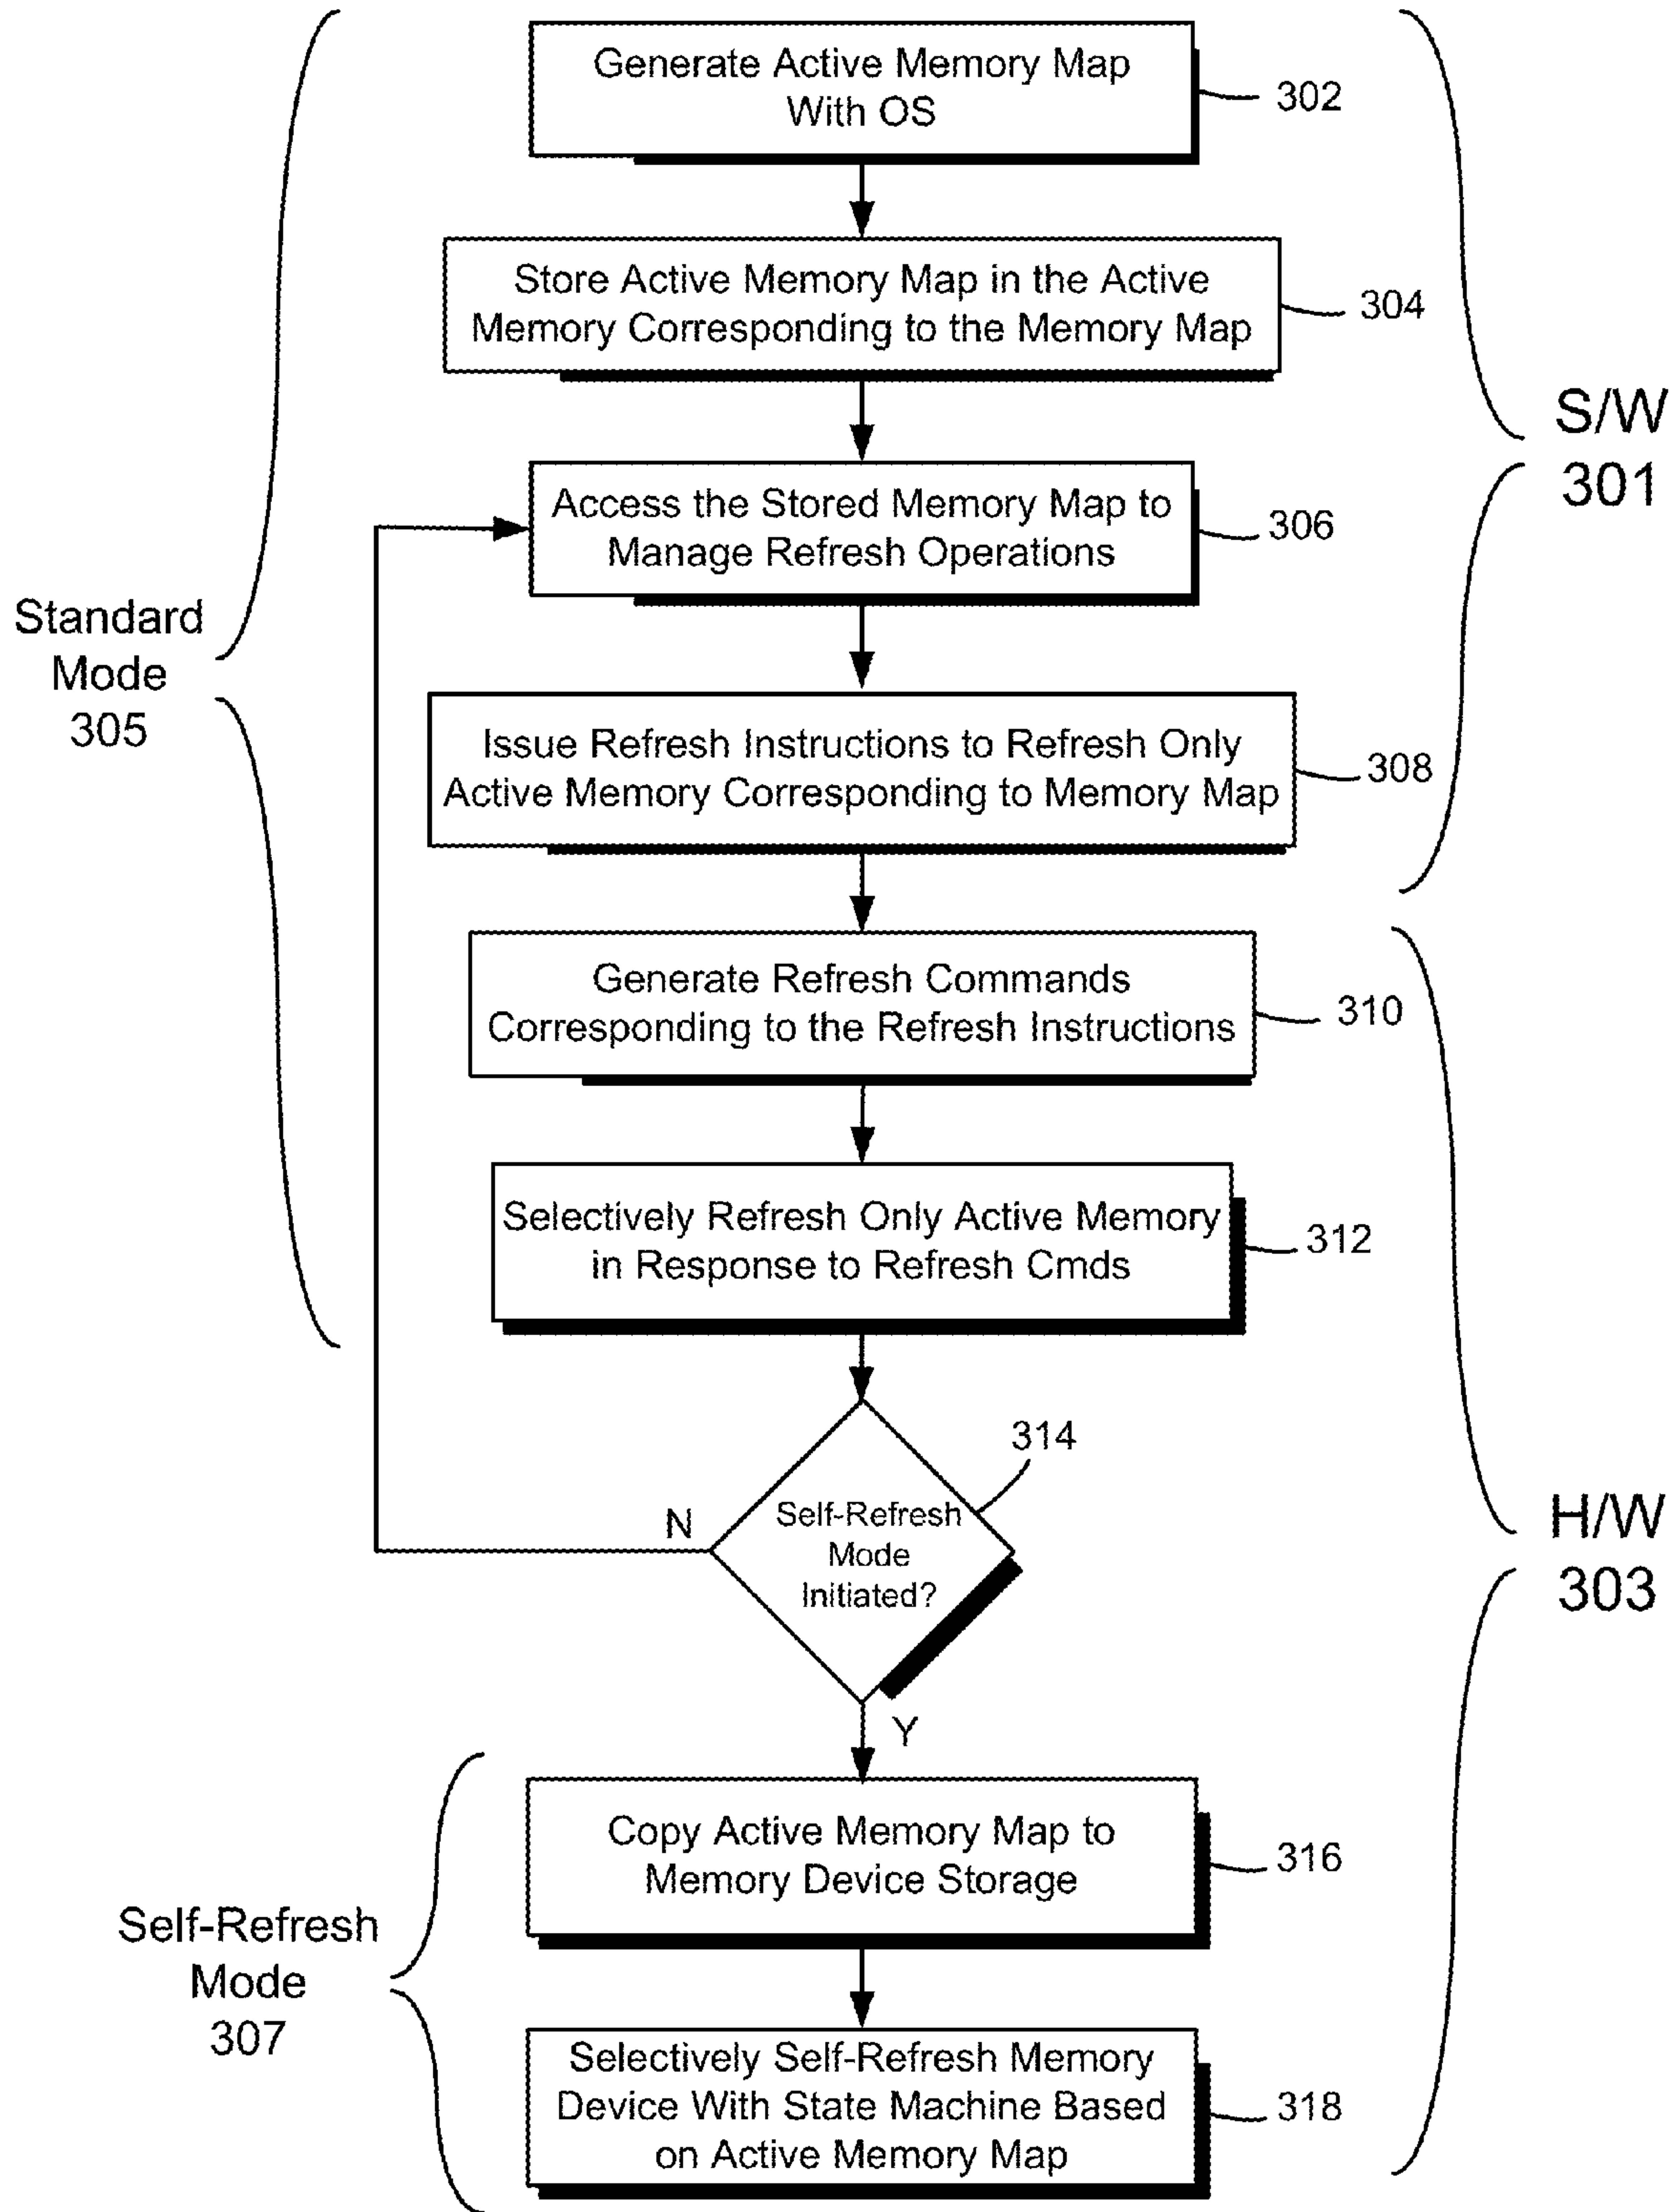 Generate Active Memory Map
With OS
302
Store Active Memory Map in the Active
Memory Corresponding to the Memory Map
304
S/W
301
Access the Stored Memory Map to
Manage Refresh Operations
306
Standard
Mode
305
Issue Refresh Instructions to Refresh Only
Active Memory Corresponding to Memory Map
308
Generate Refresh Commands
Corresponding to the Refresh Instructions
310
Selectively Refresh Only Active Memory
in Response to Refresh Cmds
312
314
Self-Refresh
Mode
Initiated?
N
Y
H/W
303
Copy Active Memory Map to
Memory Device Storage
316
Self-Refresh
Mode
307
Selectively Self-Refresh Memory
Device With State Machine Based
on Active Memory Map
318